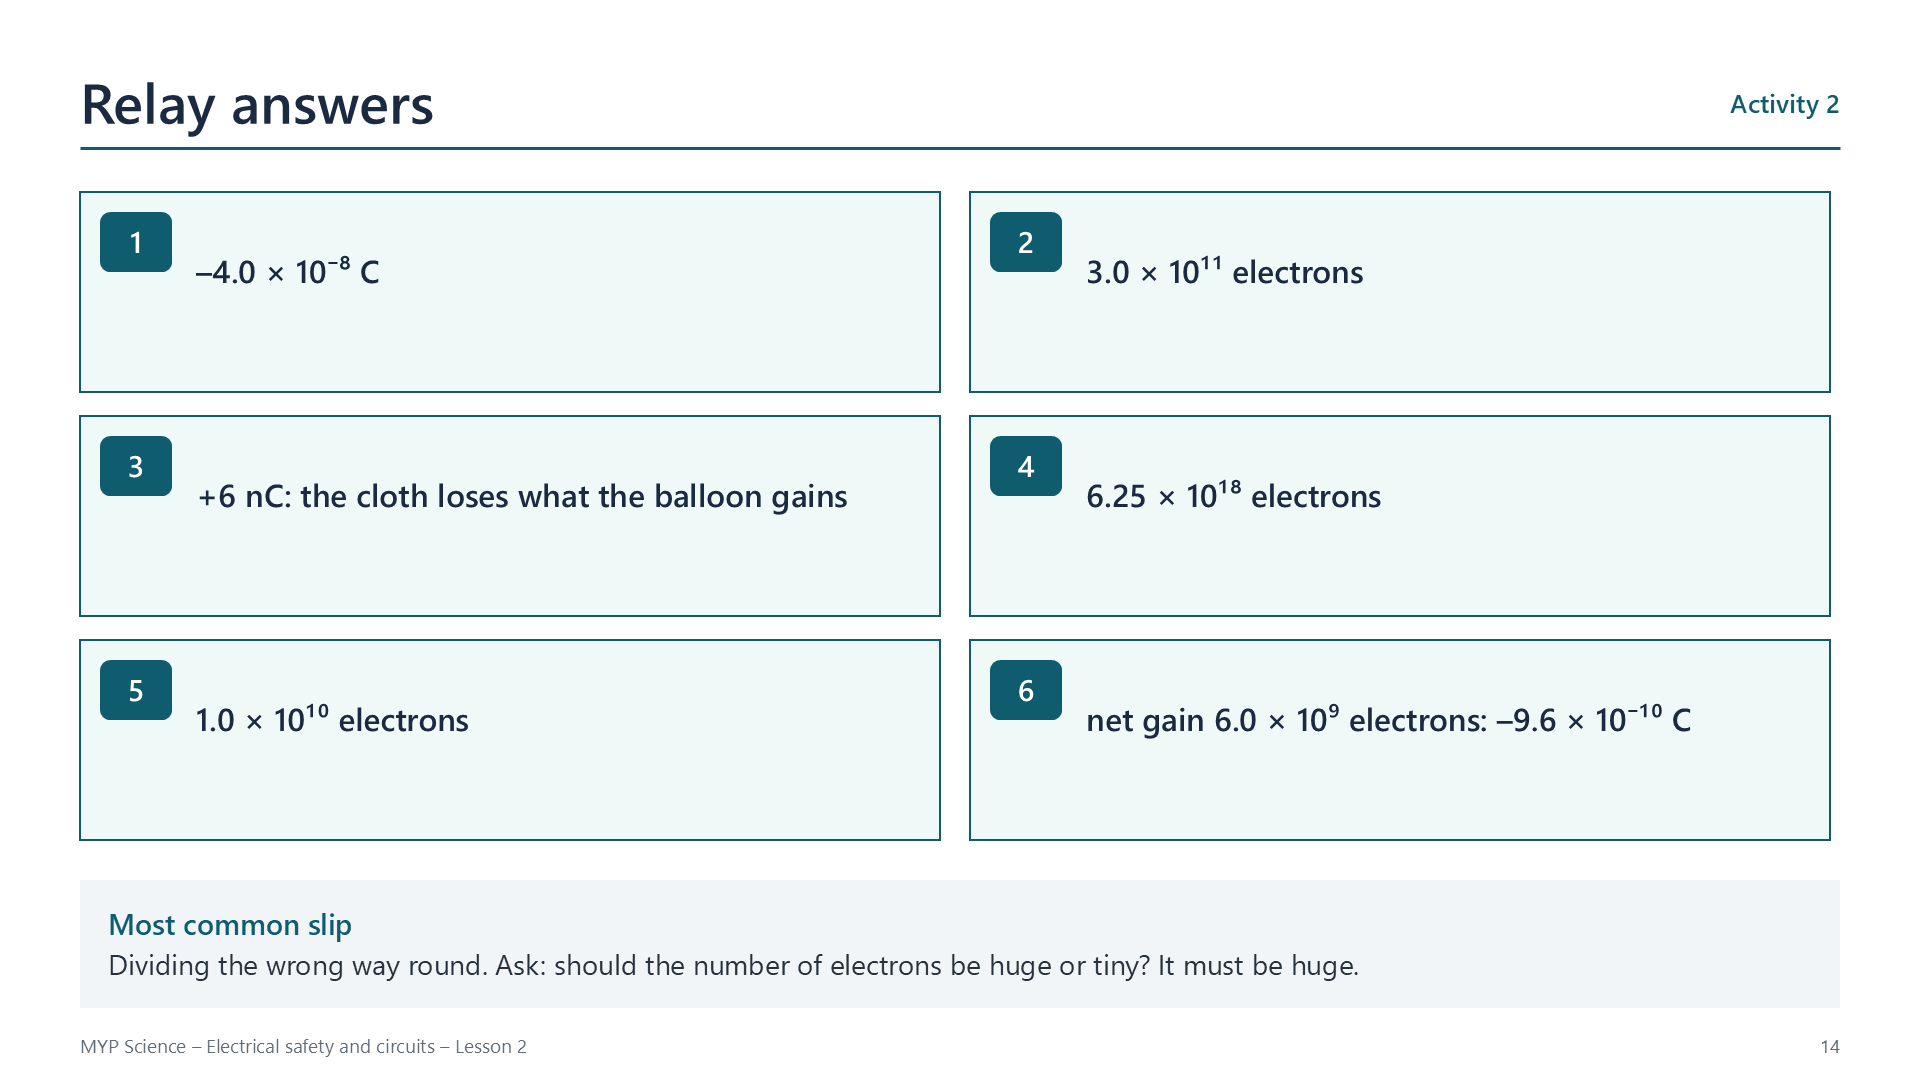 Relay answers
Activity 2
1
–4.0 × 10⁻⁸ C
2
3.0 × 10¹¹ electrons
3
+6 nC: the cloth loses what the balloon gains
4
6.25 × 10¹⁸ electrons
5
1.0 × 10¹⁰ electrons
6
net gain 6.0 × 10⁹ electrons: –9.6 × 10⁻¹⁰ C
Most common slip
Dividing the wrong way round. Ask: should the number of electrons be huge or tiny? It must be huge.
MYP Science – Electrical safety and circuits – Lesson 2
14